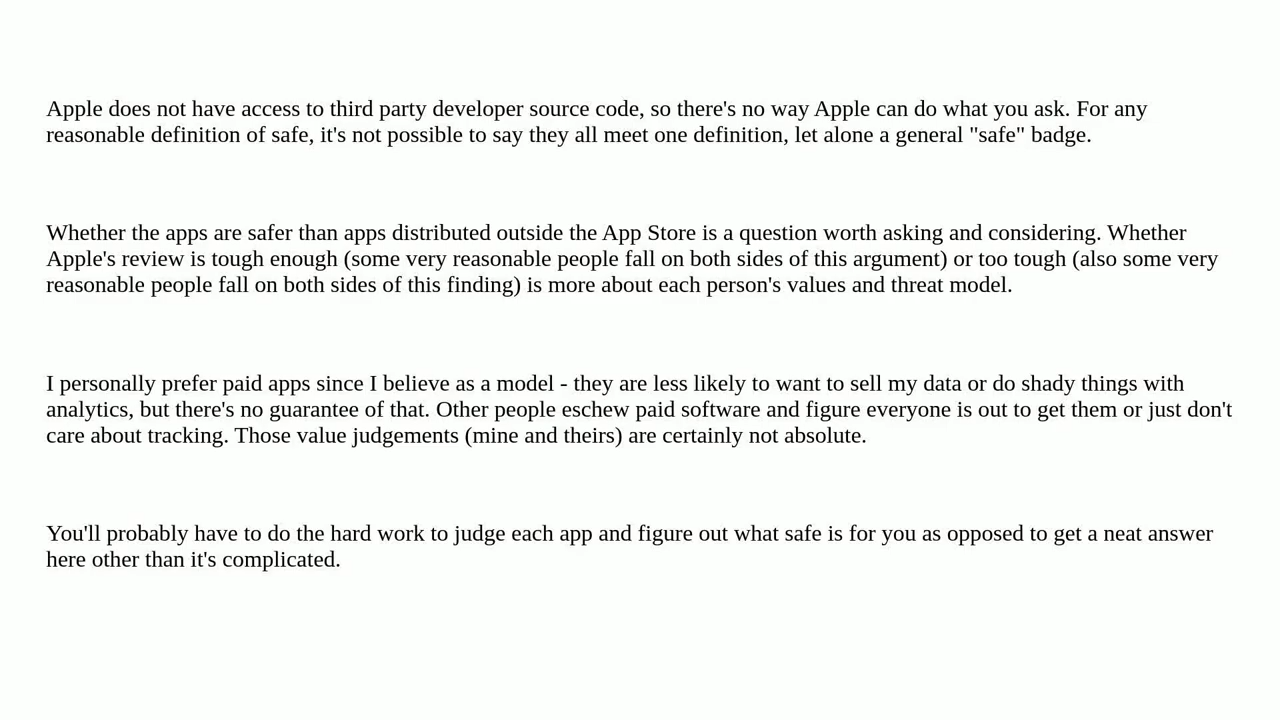 Apple does not have access to third party developer source code, so there's no way Apple can do what you ask. For any
reasonable definition of safe, it's not possible to say they all meet one definition, let alone a general "safe" badge.
Whether the apps are safer than apps distributed outside the App Store is a question worth asking and considering. Whether
Apple's review is tough enough (some very reasonable people fall on both sides of this argument) or too tough (also some very
reasonable people fall on both sides of this finding) is more about each person's values and threat model.
I personally prefer paid apps since I believe as a model - they are less likely to want to sell my data or do shady things with
analytics, but there's no guarantee of that. Other people eschew paid software and figure everyone is out to get them or just don't
care about tracking. Those value judgements (mine and theirs) are certainly not absolute.
You'll probably have to do the hard work to judge each app and figure out what safe is for you as opposed to get a neat answer
here other than it's complicated.